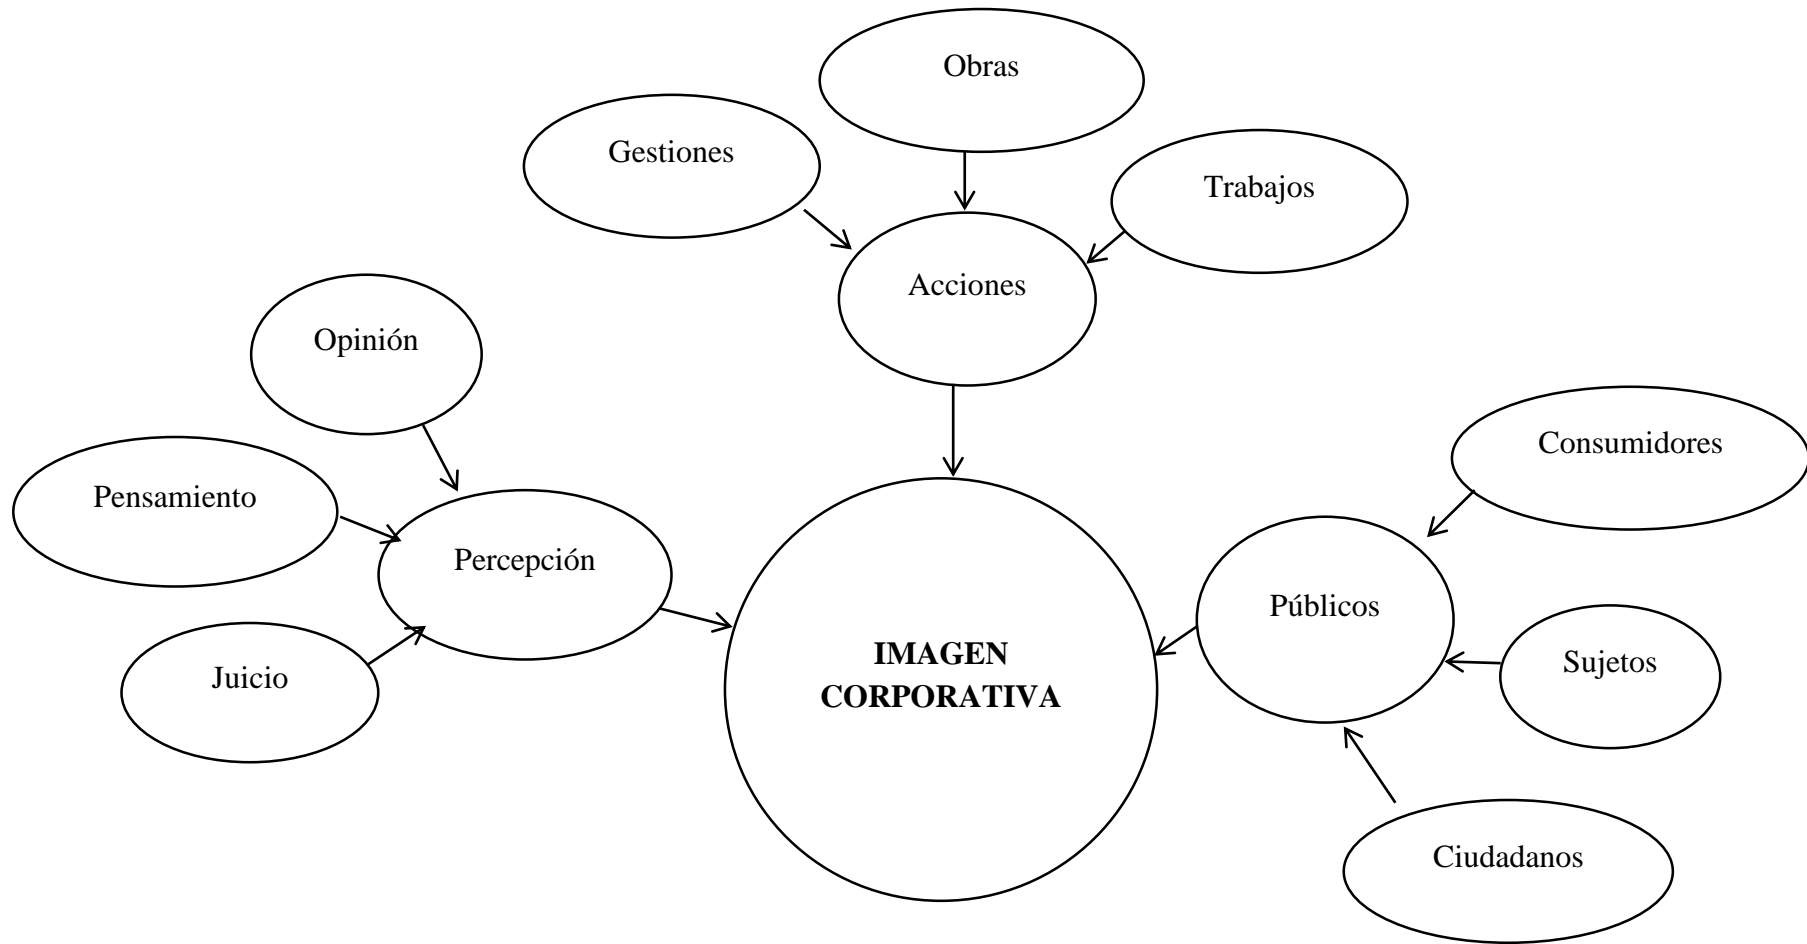 Obras
Gestiones
Trabajos
Acciones
Opinión
Consumidores
Pensamiento
Percepción
Públicos
IMAGEN
CORPORATIVA
Sujetos
Juicio
Ciudadanos